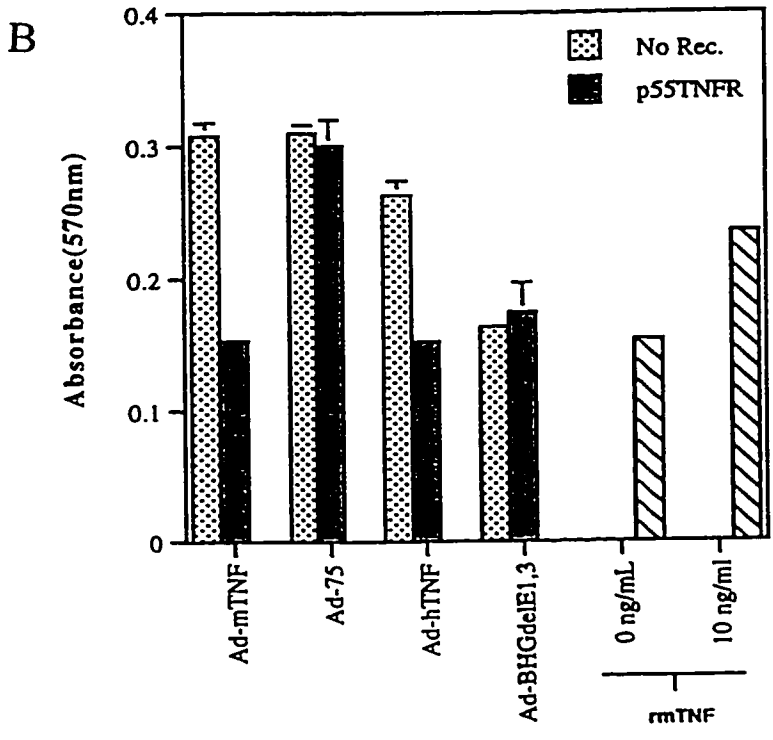 B
No Rec.
p55TNFR
0.4
0.3
0.2
0.1
0
Absorbance(570nm)
Ad-mTNF
Ad-75
Ad-hTNF
Ad-BHGdelE1,3
0 ng/mL
10 ng/ml
rmTNF